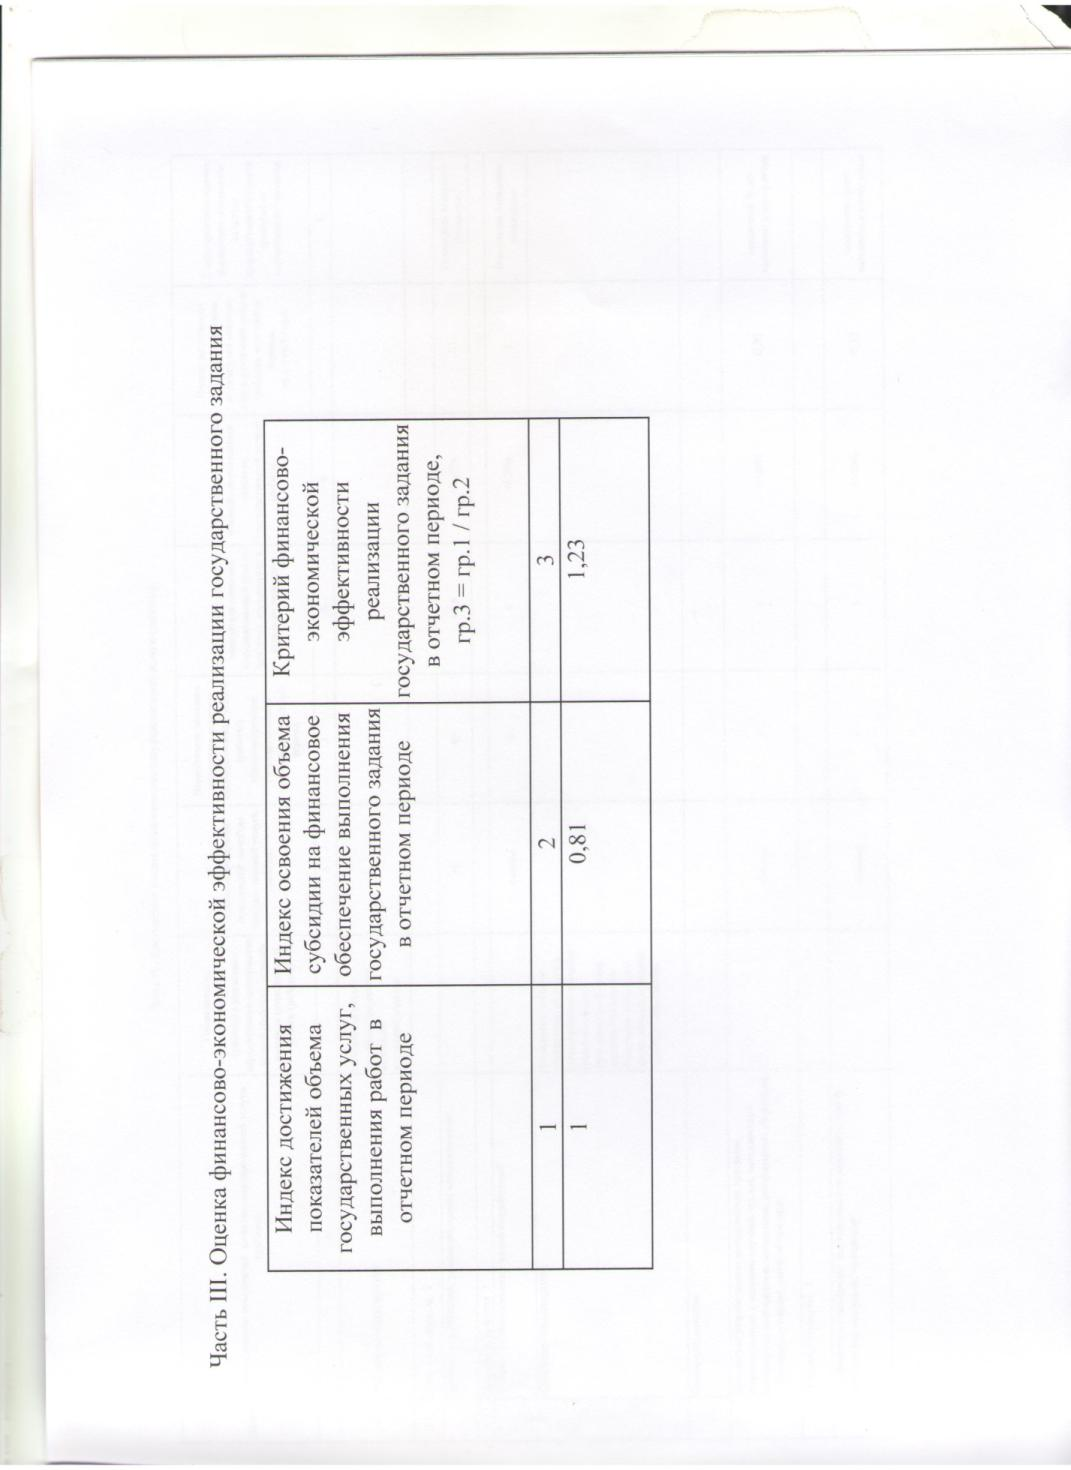 Часть III. Оценка финансово-экономической эффективности реализации государственного задания
Индекс достижения
показателей объема
государственных услуг,
выполнения работ в
отчетном периоде
Индекс освоения объема
субсидии на финансовое
обеспечение выполнения
государственного задания
в отчетном периоде
Критерий финансово-
экономической
эффективности
реализации
государственного задания
в отчетном периоде,
гр.3 = гр.1 / гр.2
1
2
3
1
0,81
1,23